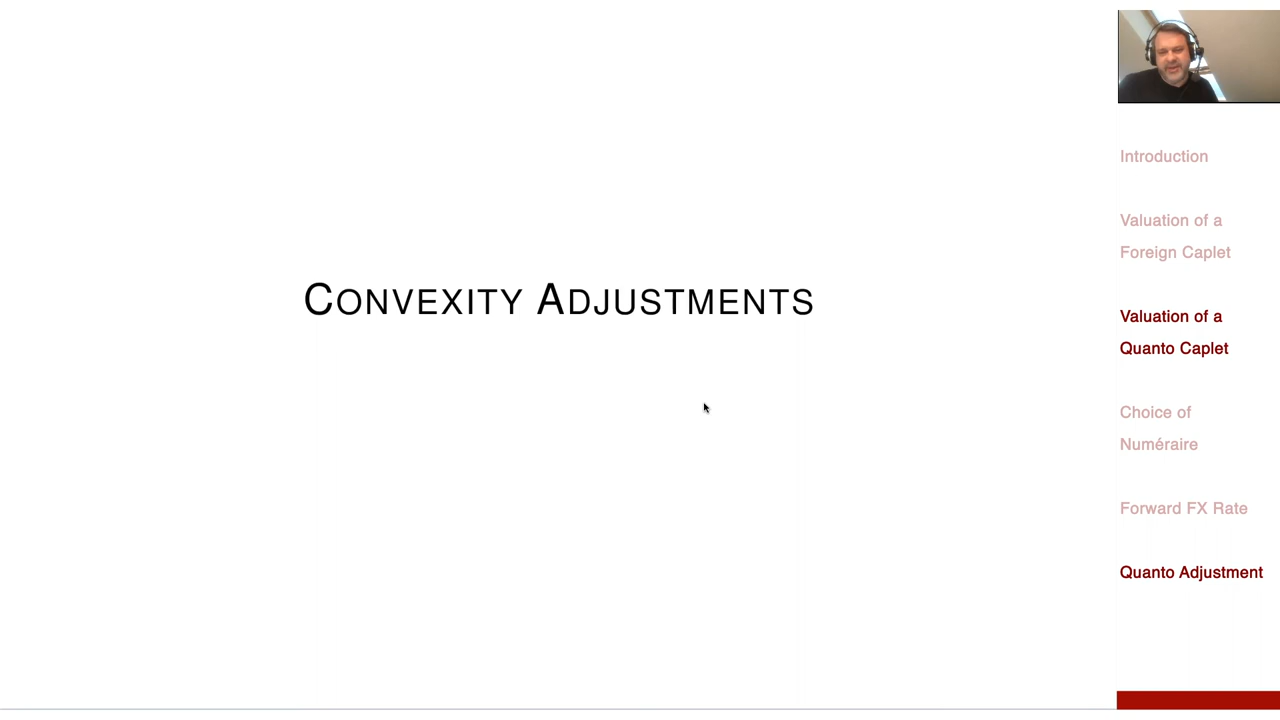 CONVEXITY ADJUSTMENTS
Introduction
Valuation of a
Foreign Caplet
Valuation of a
Quanto Caplet
Choice of
Numéraire
Forward FX Rate
Quanto Adjustment